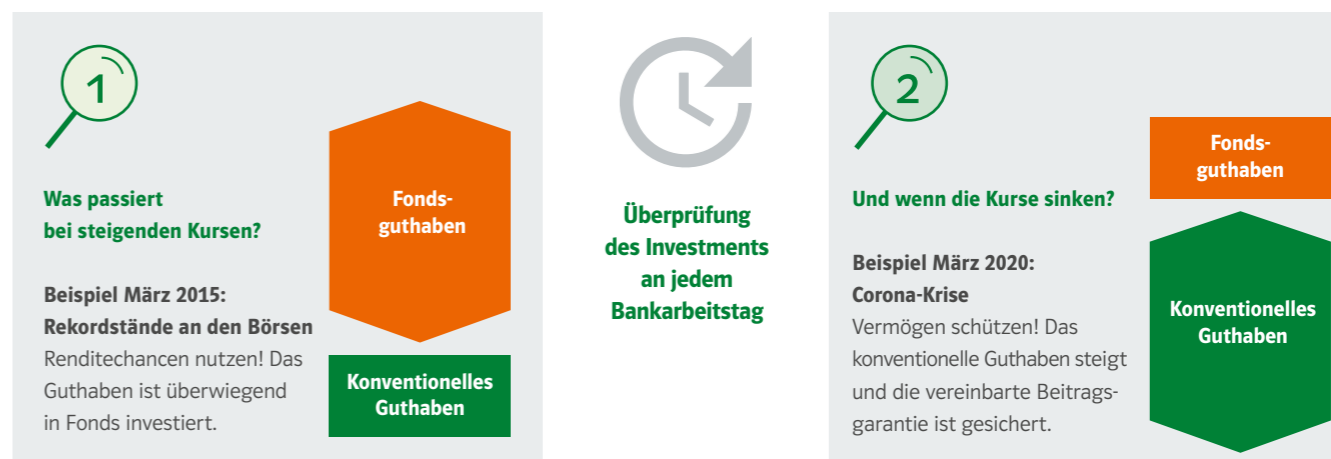 1
Was passiert
bei steigenden Kursen?
Beispiel März 2015:
Rekordstände an den Börsen
Renditechancen nutzen! Das
Guthaben ist überwiegend
in Fonds investiert.
Fonds-
guthaben
Konventionelles
Guthaben
Überprüfung
des Investments
an jedem
Bankarbeitstag
2
Und wenn die Kurse sinken?
Beispiel März 2020:
Corona-Krise
Vermögen schützen! Das
konventionelle Guthaben steigt
und die vereinbarte Beitrags-
garantie ist gesichert.
Fonds-
guthaben
Konventionelles
Guthaben